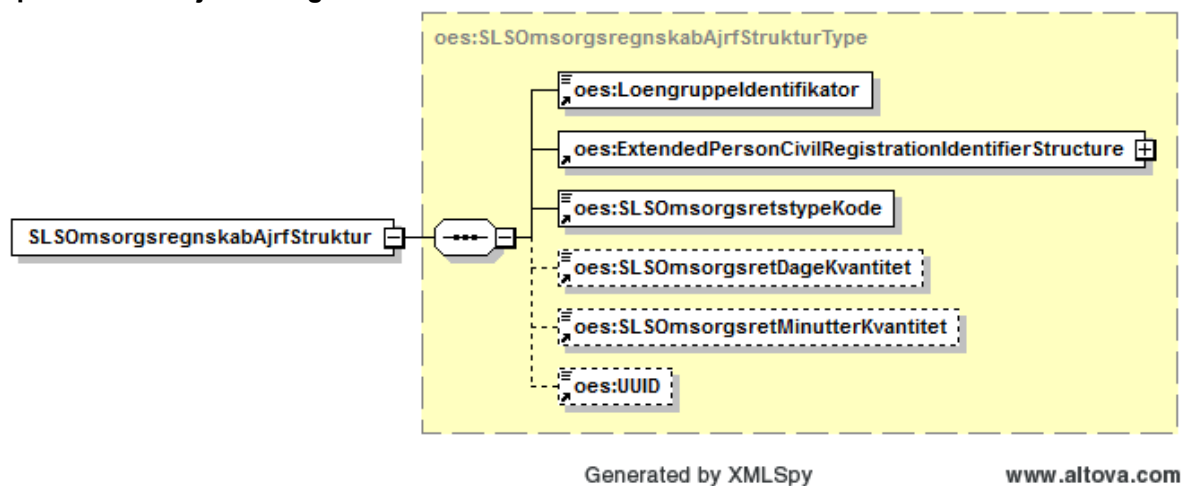 oes:SLSOmsorgsregnskabAjrfStrukturType
oes:LoengruppeIdentifikator
oes:ExtendedPersonCivilRegistrationIdentifierStructure
oes:SLSOmsorgsretstypeKode
SLSOmsorgsregnskabAjrfStruktur
oes:SLSOmsorgsretDageKvantitet
oes:SLSOmsorgsretMinutterKvantitet
oes:UUID
Generated by XMLSpy
www.altova.com